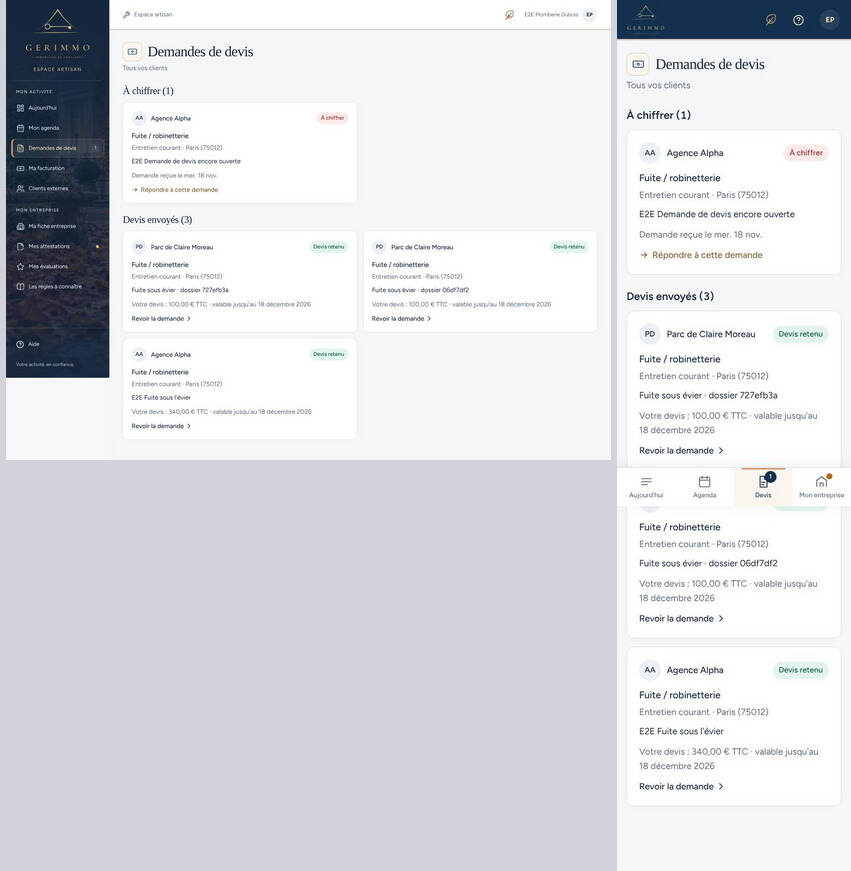 GERIMMO
ESPACE ARTISAN
MON ACTIVITÉ
Aujourd'hui
Mon agenda
Demandes de devis 1
Ma facturation
Clients externes
MON ENTREPRISE
Ma fiche entreprise
Mes attestations
Mes évaluations
Les règles à connaître
Aide
Votre activité, en confiance.
Espace artisan
E2E Plomberie Dubois EP
Demandes de devis
Tous vos clients
À chiffrer (1)
AA Agence Alpha À chiffrer
Fuite / robinetterie
Entretien courant · Paris (75012)
E2E Demande de devis encore ouverte
Demande reçue le mer. 18 nov.
→ Répondre à cette demande
Devis envoyés (3)
PD Parc de Claire Moreau Devis retenu
Fuite / robinetterie
Entretien courant · Paris (75012)
Fuite sous évier · dossier 727efb3a
Votre devis : 100,00 € TTC · valable jusqu'au 18 décembre 2026
Revoir la demande >
PD Parc de Claire Moreau Devis retenu
Fuite / robinetterie
Entretien courant · Paris (75012)
Fuite sous évier · dossier 06df7df2
Votre devis : 100,00 € TTC · valable jusqu'au 18 décembre 2026
Revoir la demande >
AA Agence Alpha Devis retenu
Fuite / robinetterie
Entretien courant · Paris (75012)
E2E Fuite sous l'évier
Votre devis : 340,00 € TTC · valable jusqu'au 18 décembre 2026
Revoir la demande >
GERIMMO
EP
Demandes de devis
Tous vos clients
À chiffrer (1)
AA Agence Alpha À chiffrer
Fuite / robinetterie
Entretien courant · Paris (75012)
E2E Demande de devis encore ouverte
Demande reçue le mer. 18 nov.
→ Répondre à cette demande
Devis envoyés (3)
PD Parc de Claire Moreau Devis retenu
Fuite / robinetterie
Entretien courant · Paris (75012)
Fuite sous évier · dossier 727efb3a
Votre devis : 100,00 € TTC · valable jusqu'au
18 décembre 2026
Revoir la demande >
1
Aujourd'hui Agenda Devis Mon entreprise
Fuite / robinetterie
Entretien courant · Paris (75012)
Fuite sous évier · dossier 06df7df2
Votre devis : 100,00 € TTC · valable jusqu'au
18 décembre 2026
Revoir la demande >
AA Agence Alpha Devis retenu
Fuite / robinetterie
Entretien courant · Paris (75012)
E2E Fuite sous l'évier
Votre devis : 340,00 € TTC · valable jusqu'au
18 décembre 2026
Revoir la demande >